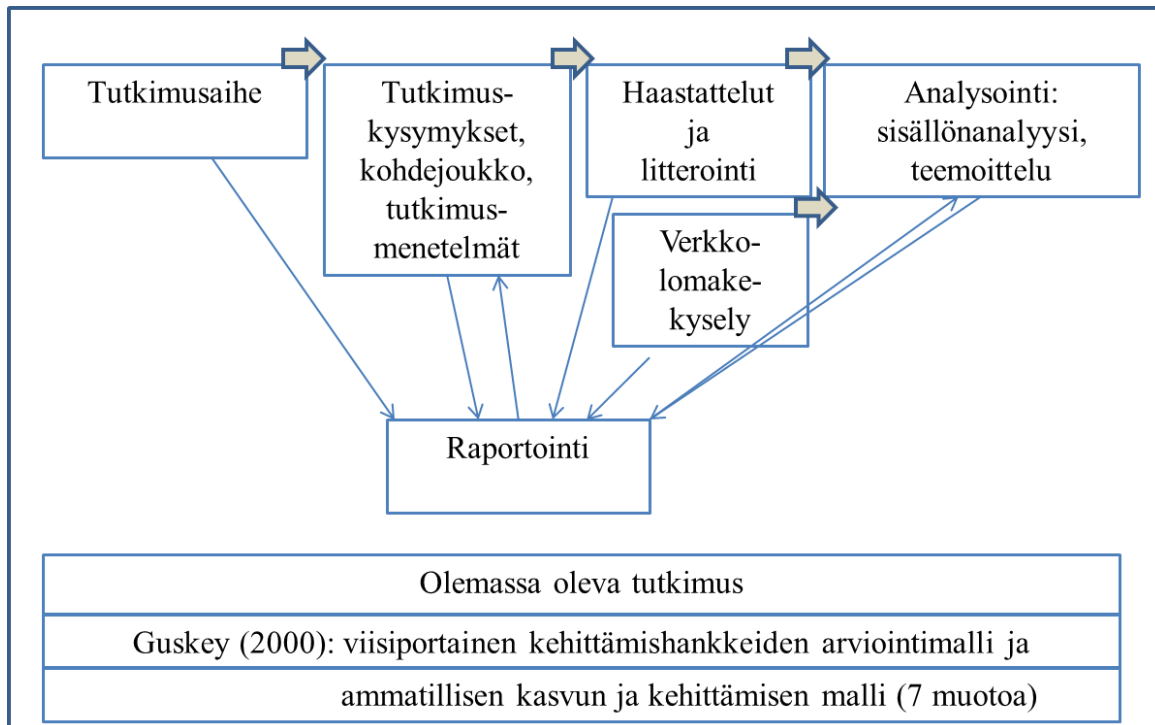 Tutkimusaihe
Tutkimus-
kysymykset,
kohdejoukko,
tutkimus-
menetelmät
Haastattelut
ja
litterointi
Verkko-
lomake-
kysely
Analysointi:
sisällönanalyysi,
teemoittelu
Raportointi
Olemassa oleva tutkimus
Guskey (2000): viisiportainen kehittämishankkeiden arviointimalli ja
ammatillisen kasvun ja kehittämisen malli (7 muotoa)